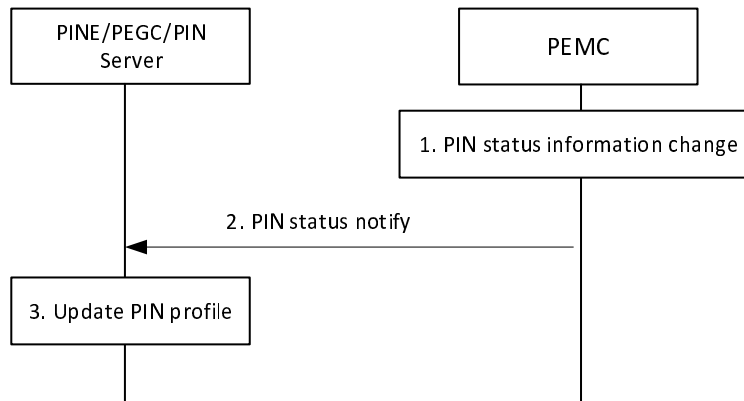 PINE/PEGC/PIN
Server
PEMC
1. PIN status information change
2. PIN status notify
3. Update PIN profile